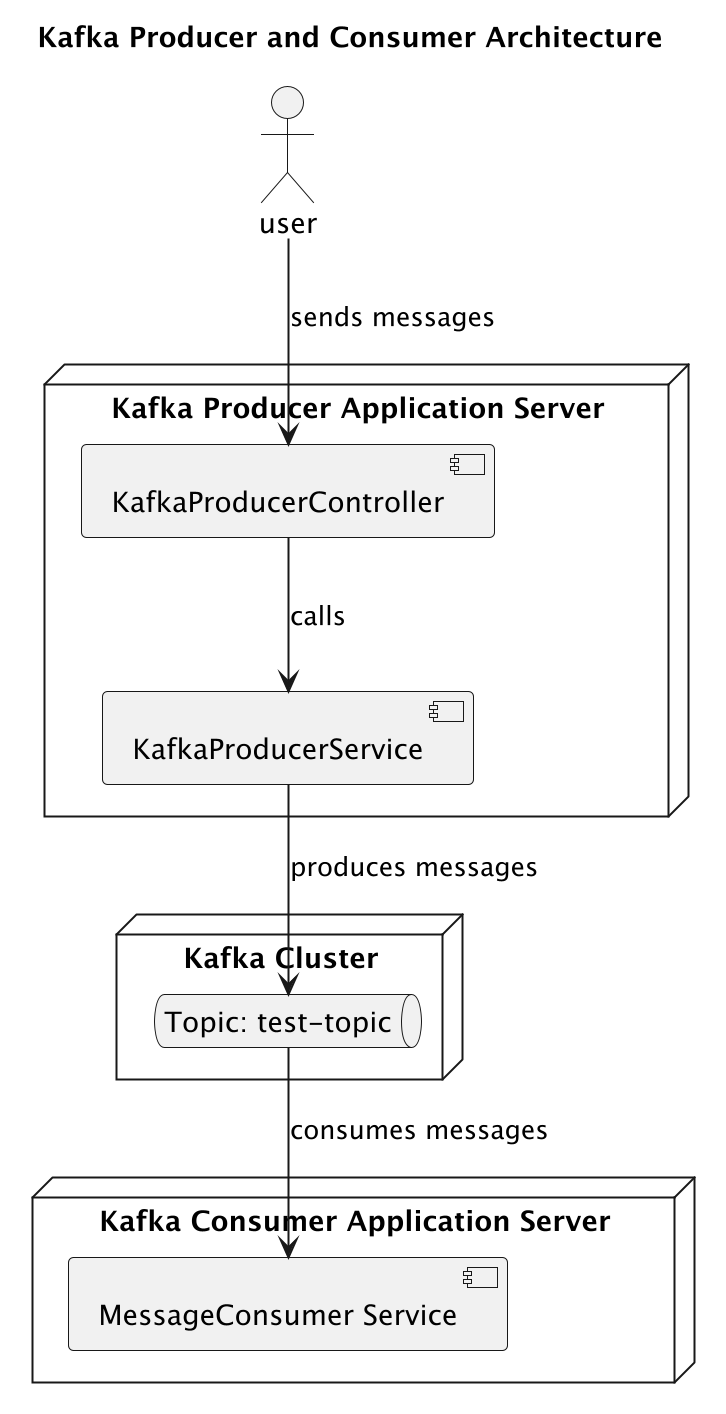 Kafka Producer and Consumer Architecture
user
sends messages
Kafka Producer Application Server
KafkaProducerController
calls
KafkaProducerService
produces messages
Kafka Cluster
Topic: test-topic
consumes messages
Kafka Consumer Application Server
MessageConsumer Service